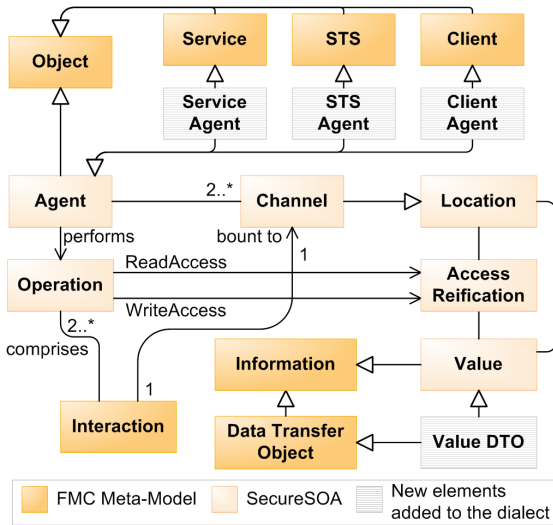 Service
STS
Client
Object
Service
Agent
STS
Agent
Client
Agent
2..*
Agent
Channel
Location
performs
bount to
1
ReadAccess
Operation
Access
Reification
WriteAccess
2..*
comprises
Information
Value
1
Interaction
Data Transfer
Object
Value DTO
FMC Meta-Model
SecureSOA
New elements
added to the dialect